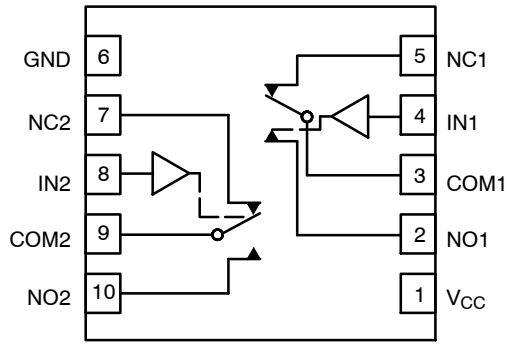 GND 6 5 NC1
NC2 7 4 IN1
IN2 8 3 COM1
COM2 9 2 NO1
NO2 10 1 VCC